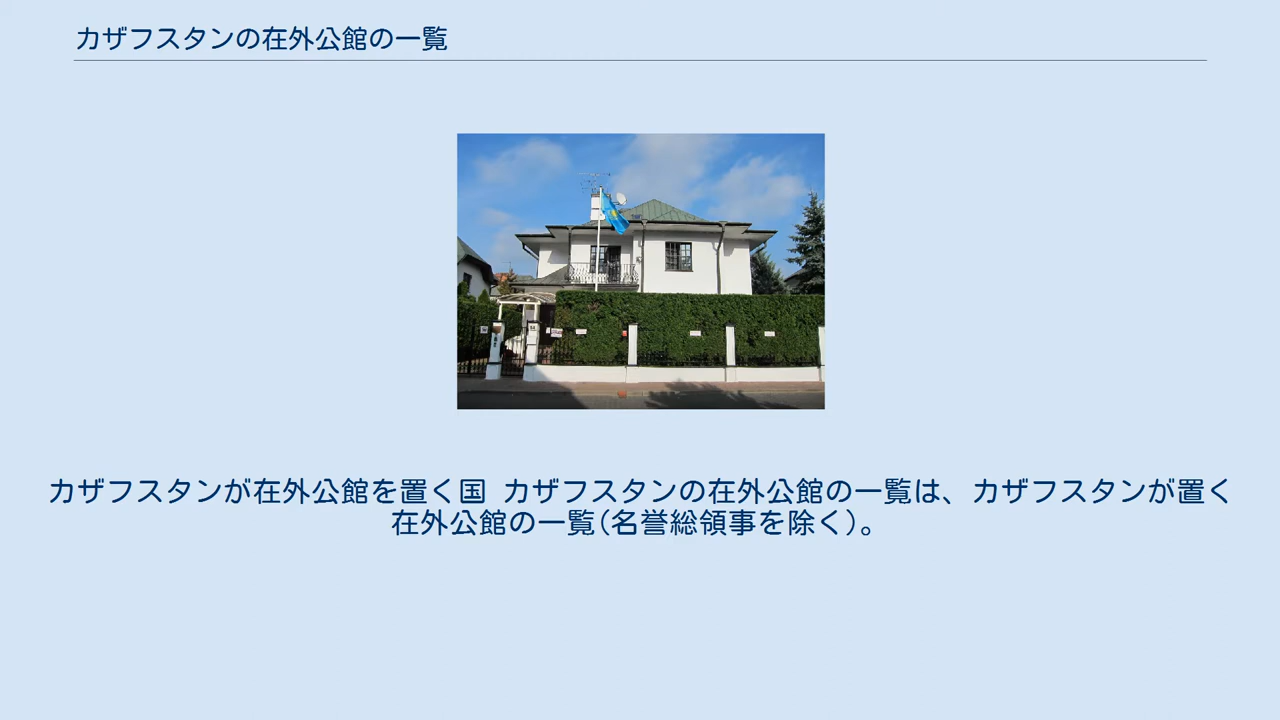 カザフスタンの在外公館の一覧
カザフスタンが在外公館を置く国 カザフスタンの在外公館の一覧は、カザフスタンが置く
在外公館の一覧(名誉総領事を除く)。